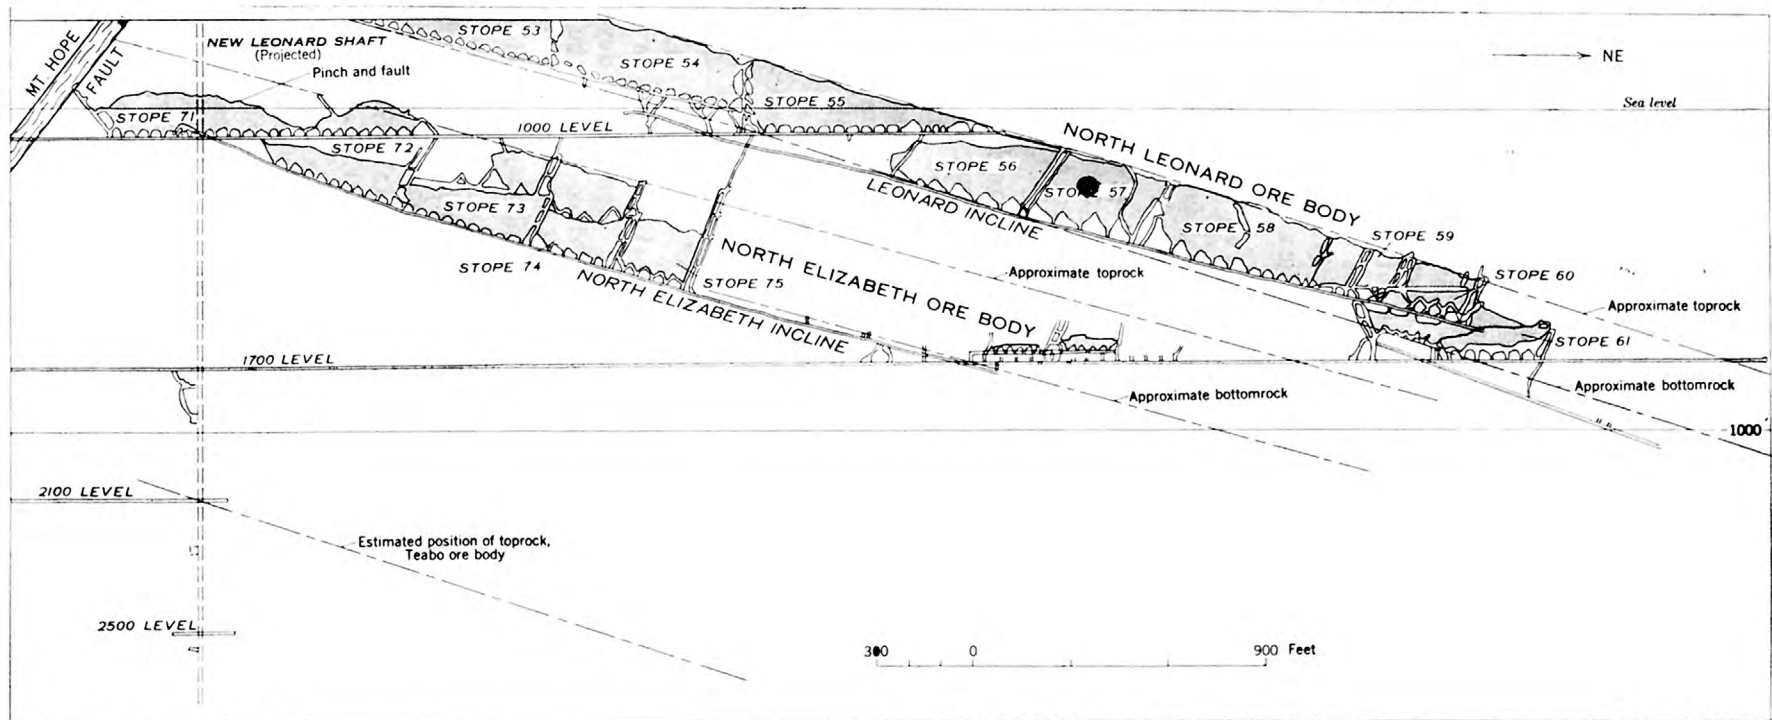 MT. HOPE
FAULT
NEW LEONARD SHAFT
(Projected)
Pinch and fault
STOPE 53
STOPE 54
STOPE 55
NE
Sea level
STOPE 71
1000 LEVEL
STOPE 72
STOPE 73
STOPE 74
STOPE 75
STOPE 56
STOPE 57
STOPE 58
STOPE 59
STOPE 60
STOPE 61
NORTH LEONARD ORE BODY
LEONARD INCLINE
NORTH ELIZABETH ORE BODY
NORTH ELIZABETH INCLINE
Approximate toprock
Approximate toprock
1700 LEVEL
Approximate bottomrock
Approximate bottomrock
1000'
2100 LEVEL
Estimated position of toprock,
Teabo ore body
2500 LEVEL
300 0 900 Feet